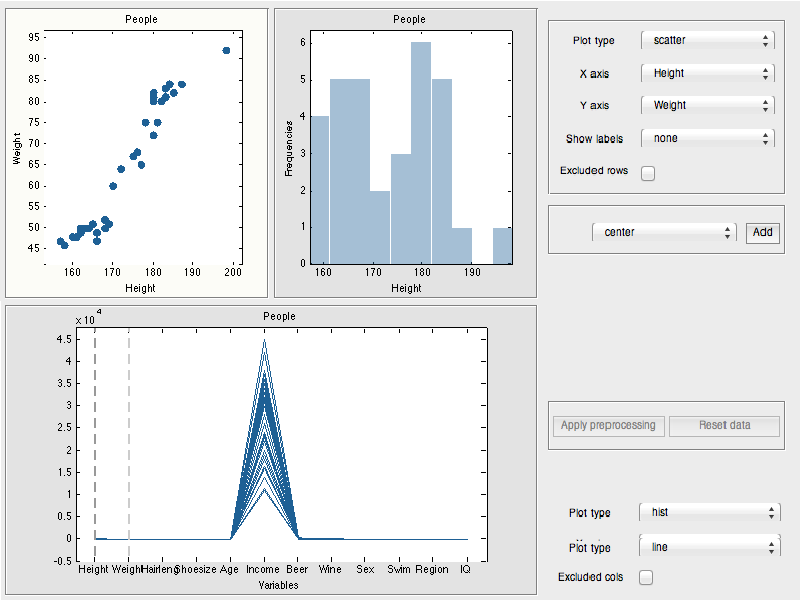 People
95
90
85
80
75
70
65
60
55
50
45
Weight
160 170 180 190 200
Height
People
6
5
4
3
2
1
0
Frequencies
160 170 180 190
Height
Plot type scatter
X axis Height
Y axis Weight
Show labels none
Excluded rows
center Add
People
x 10 4
4.5
4
3.5
3
2.5
2
1.5
1
0.5
0
-0.5
Height Weight Hairleng Shoesize Age Income Beer Wine Sex Swim Region IQ
Variables
Apply preprocessing Reset data
Plot type hist
Plot type line
Excluded cols